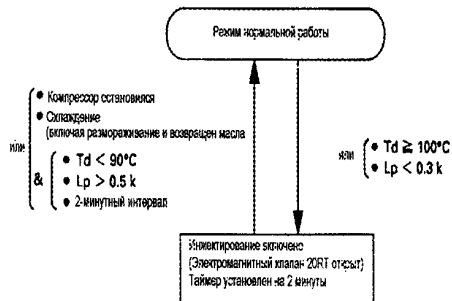 Режим нормальной работы
или
● Компрессор остановился
● Охлаждение
(включая размораживание и возвращен масла
&
● Td < 90°C
● Lp > 0.5 k
● 2-минутный интервал
или
● Td ≧ 100°C
● Lp < 0.3 k
Инжектирование включено
(Электромагнитный клапан 20RT открыт)
Таймер установлен на 2 минуты